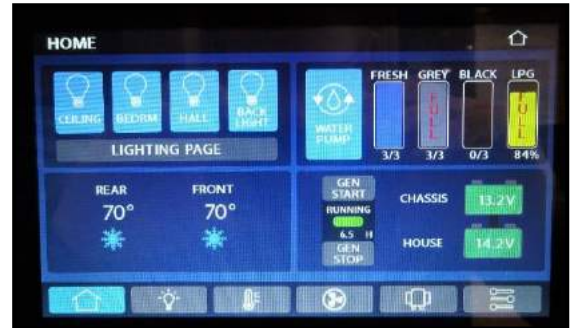 HOME
CEILING BEDRM HALL BACK LIGHT
LIGHTING PAGE
WATER PUMP
FRESH GREY BLACK LPG
FULL FULL
3/3 3/3 0/3 84%
REAR FRONT
70° 70°
GEN START
RUNNING
6.5 H
GEN STOP
CHASSIS 13.2V
HOUSE 14.2V
E